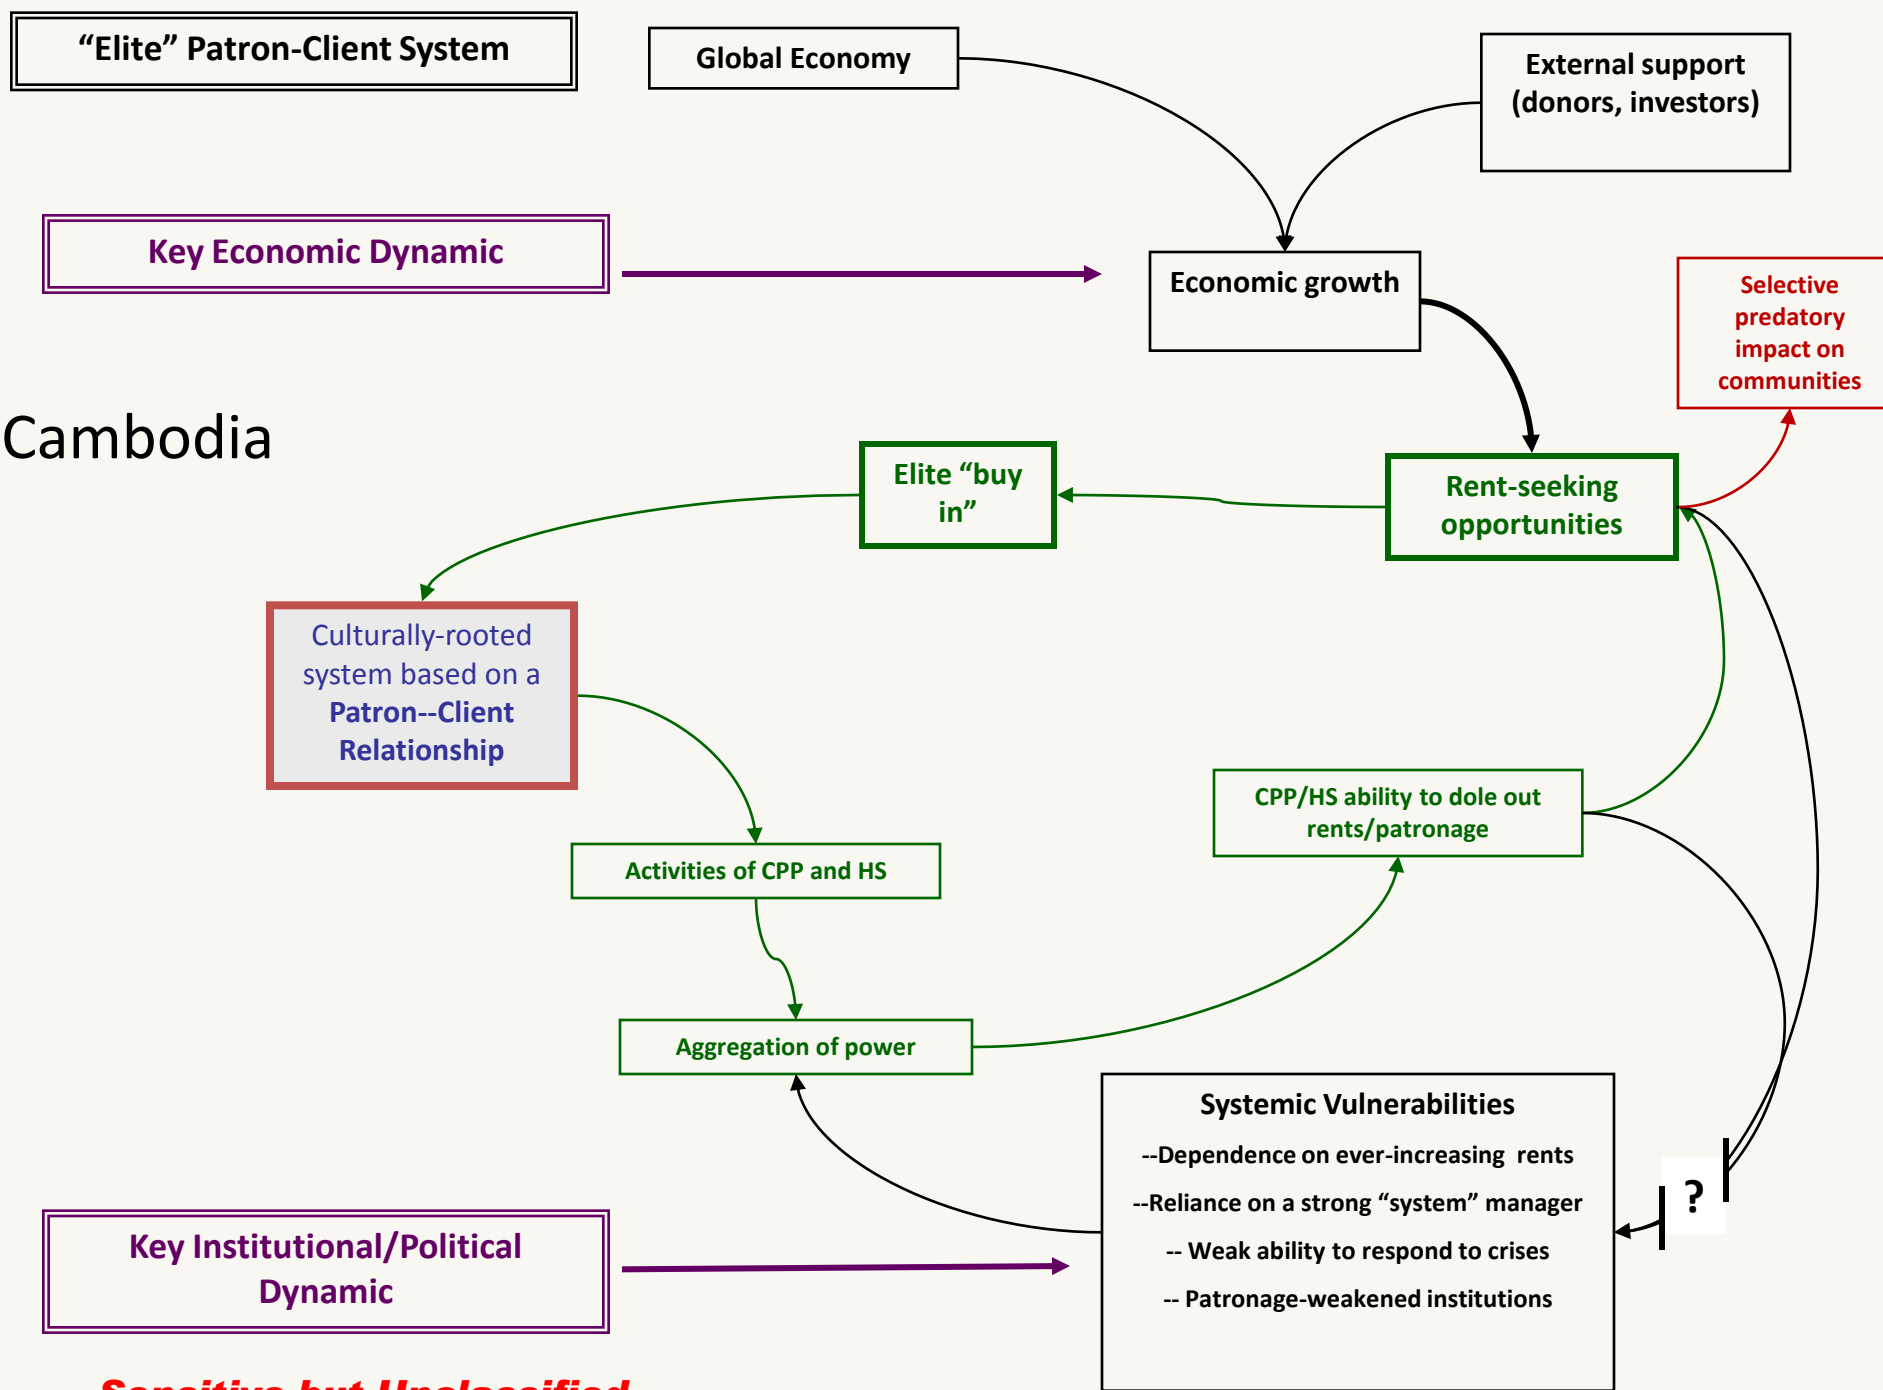 “Elite” Patron-Client System
Global Economy
External support
(donors, investors)
Key Economic Dynamic
Economic growth
Selective
predatory
impact on
communities
Cambodia
Elite “buy
in”
Rent-seeking
opportunities
Culturally-rooted
system based on a
Patron--Client
Relationship
CPP/HS ability to dole out
rents/patronage
Activities of CPP and HS
Aggregation of power
Systemic Vulnerabilities
--Dependence on ever-increasing rents
--Reliance on a strong “system” manager
-- Weak ability to respond to crises
-- Patronage-weakened institutions
?
Key Institutional/Political
Dynamic
Sensitive but Unclassified